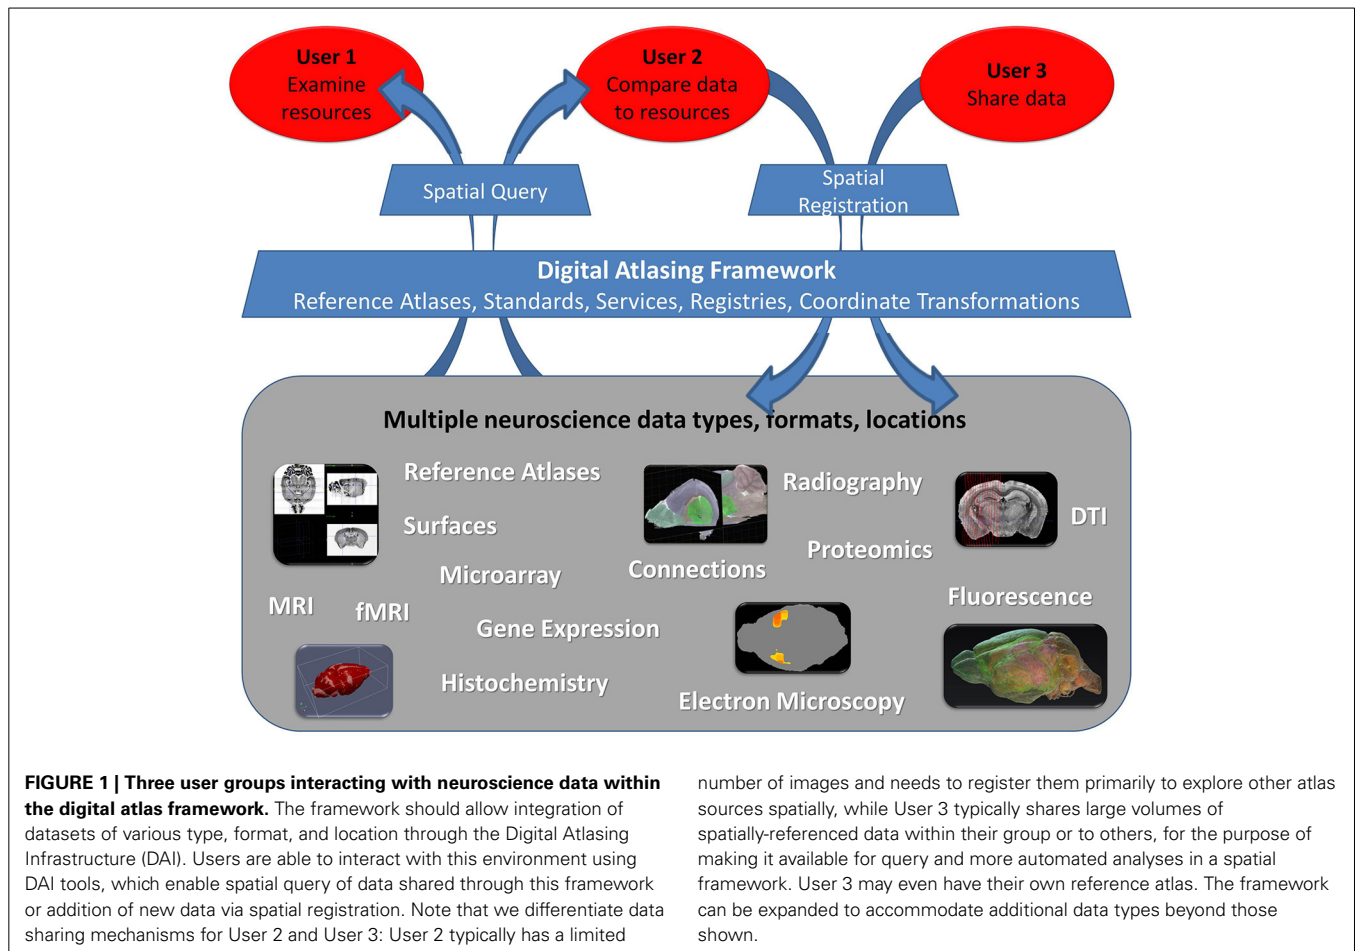 User 1
Examine
resources
User 2
Compare data
to resources
User 3
Share data
Spatial Query
Spatial
Registration
Digital Atlasing Framework
Reference Atlases, Standards, Services, Registries, Coordinate Transformations
Multiple neuroscience data types, formats, locations
Reference Atlases
Surfaces
Microarray
MRI
fMRI
Gene Expression
Histochemistry
Connections
Radiography
Proteomics
DTI
Fluorescence
Electron Microscopy
FIGURE 1 | Three user groups interacting with neuroscience data within
the digital atlas framework. The framework should allow integration of
datasets of various type, format, and location through the Digital Atlasing
Infrastructure (DAI). Users are able to interact with this environment using
DAI tools, which enable spatial query of data shared through this framework
or addition of new data via spatial registration. Note that we differentiate data
sharing mechanisms for User 2 and User 3: User 2 typically has a limited
number of images and needs to register them primarily to explore other atlas
sources spatially, while User 3 typically shares large volumes of
spatially-referenced data within their group or to others, for the purpose of
making it available for query and more automated analyses in a spatial
framework. User 3 may even have their own reference atlas. The framework
can be expanded to accommodate additional data types beyond those
shown.